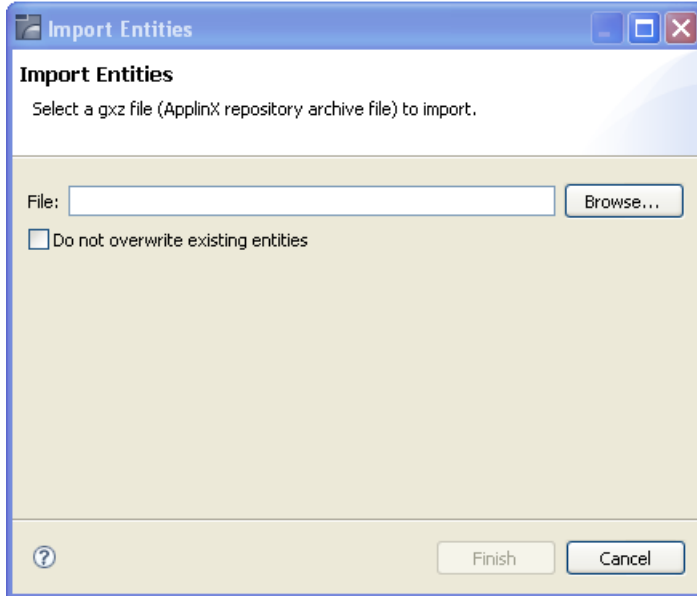 Import Entities
Import Entities
Select a gxz file (ApplinX repository archive file) to import.
File: Browse...
Do not overwrite existing entities
? Finish Cancel